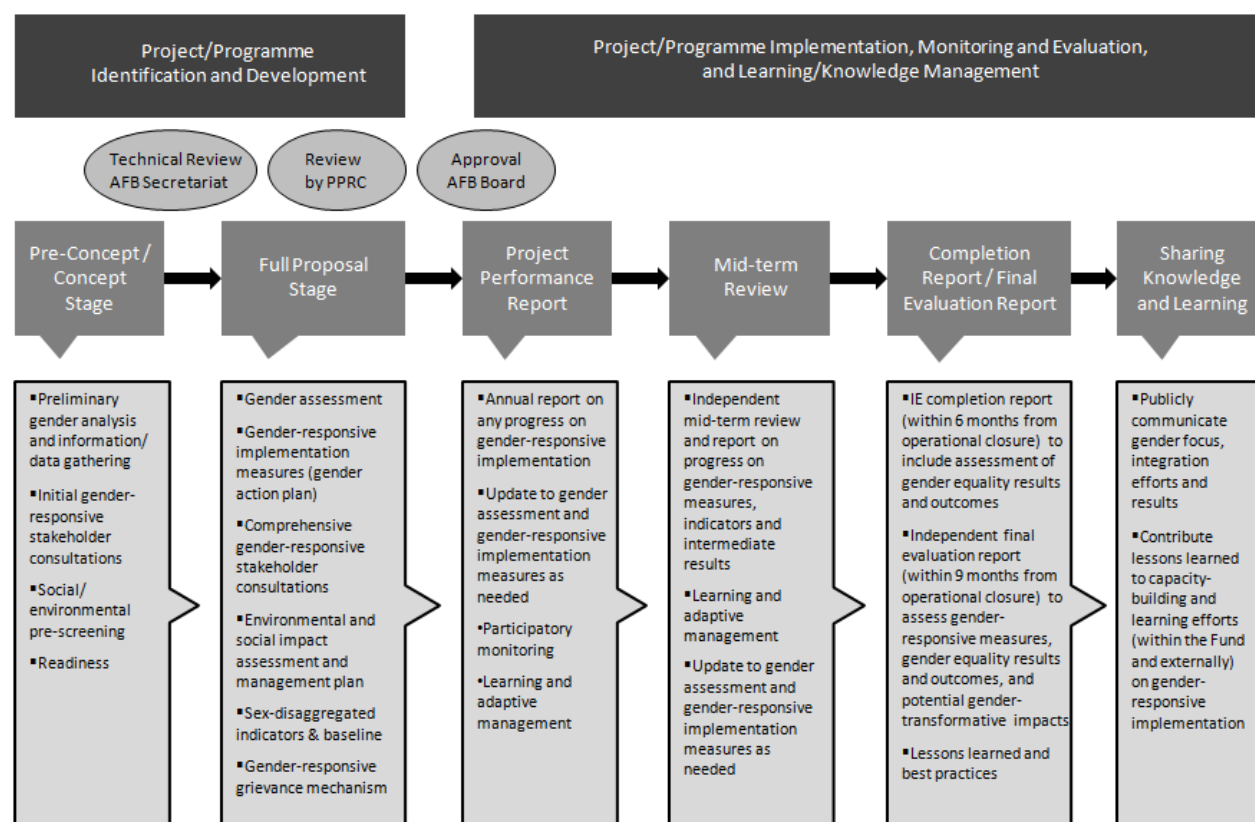 Project/Programme
Identification and Development
Project/Programme Implementation, Monitoring and Evaluation,
and Learning/Knowledge Management
Technical Review
AFB Secretariat
Review
by PPRC
Approval
AFB Board
Pre-Concept /
Concept
Stage
Full Proposal
Stage
Project
Performance
Report
Mid-term
Review
Completion
Report / Final
Evaluation Report
Sharing
Knowledge
and Learning
▪Preliminary
gender analysis
and information/
data gathering
▪Initial gender-
responsive
stakeholder
consultations
▪Social/
environmental
pre-screening
▪Readiness
▪Gender assessment
▪Gender-responsive
implementation
measures (gender
action plan)
▪Comprehensive
gender-responsive
stakeholder
consultations
▪Environmental and
social impact
assessment and
management plan
▪Sex-disaggregated
indicators & baseline
▪Gender-responsive
grievance mechanism
▪Annual report on
any progress on
gender-responsive
implementation
▪Update to gender
assessment and
gender-responsive
implementation
measures as
needed
•Participatory
monitoring
•Learning and
adaptive
management
▪Independent
mid-term review
and report on
progress on
gender-responsive
measures,
indicators and
intermediate
results
▪Learning and
adaptive
management
▪Update to gender
assessment and
gender-responsive
implementation
measures as
needed
▪IE completion report
(within 6 months from
operational closure) to
include assessment of
gender equality results
and outcomes
▪Independent final
evaluation report
(within 9 months from
operational closure) to
assess gender-
responsive measures,
gender equality results
and outcomes, and
potential gender-
transformative impacts
▪Lessons learned and
best practices
▪Publicly
communicate
gender focus,
integration
efforts and
results
▪Contribute
lessons learned
to capacity-
building and
learning efforts
(within the Fund
and externally)
on gender-
responsive
implementation